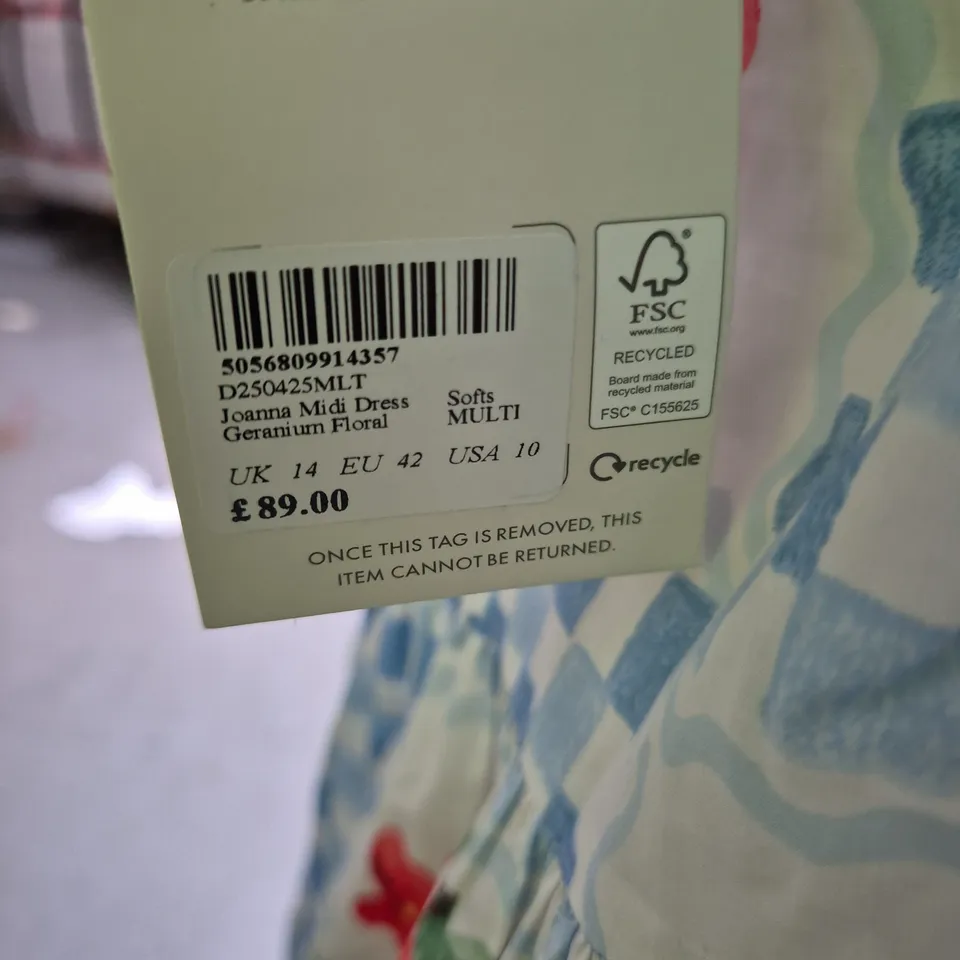 5056809914357
D250425MLT
Joanna Midi Dress Softs
Geranium Floral MULTI
UK 14 EU 42 USA 10
£ 89.00
FSC
www.fsc.org
RECYCLED
Board made from
recycled material
FSC® C155625
recycle
ONCE THIS TAG IS REMOVED, THIS
ITEM CANNOT BE RETURNED.